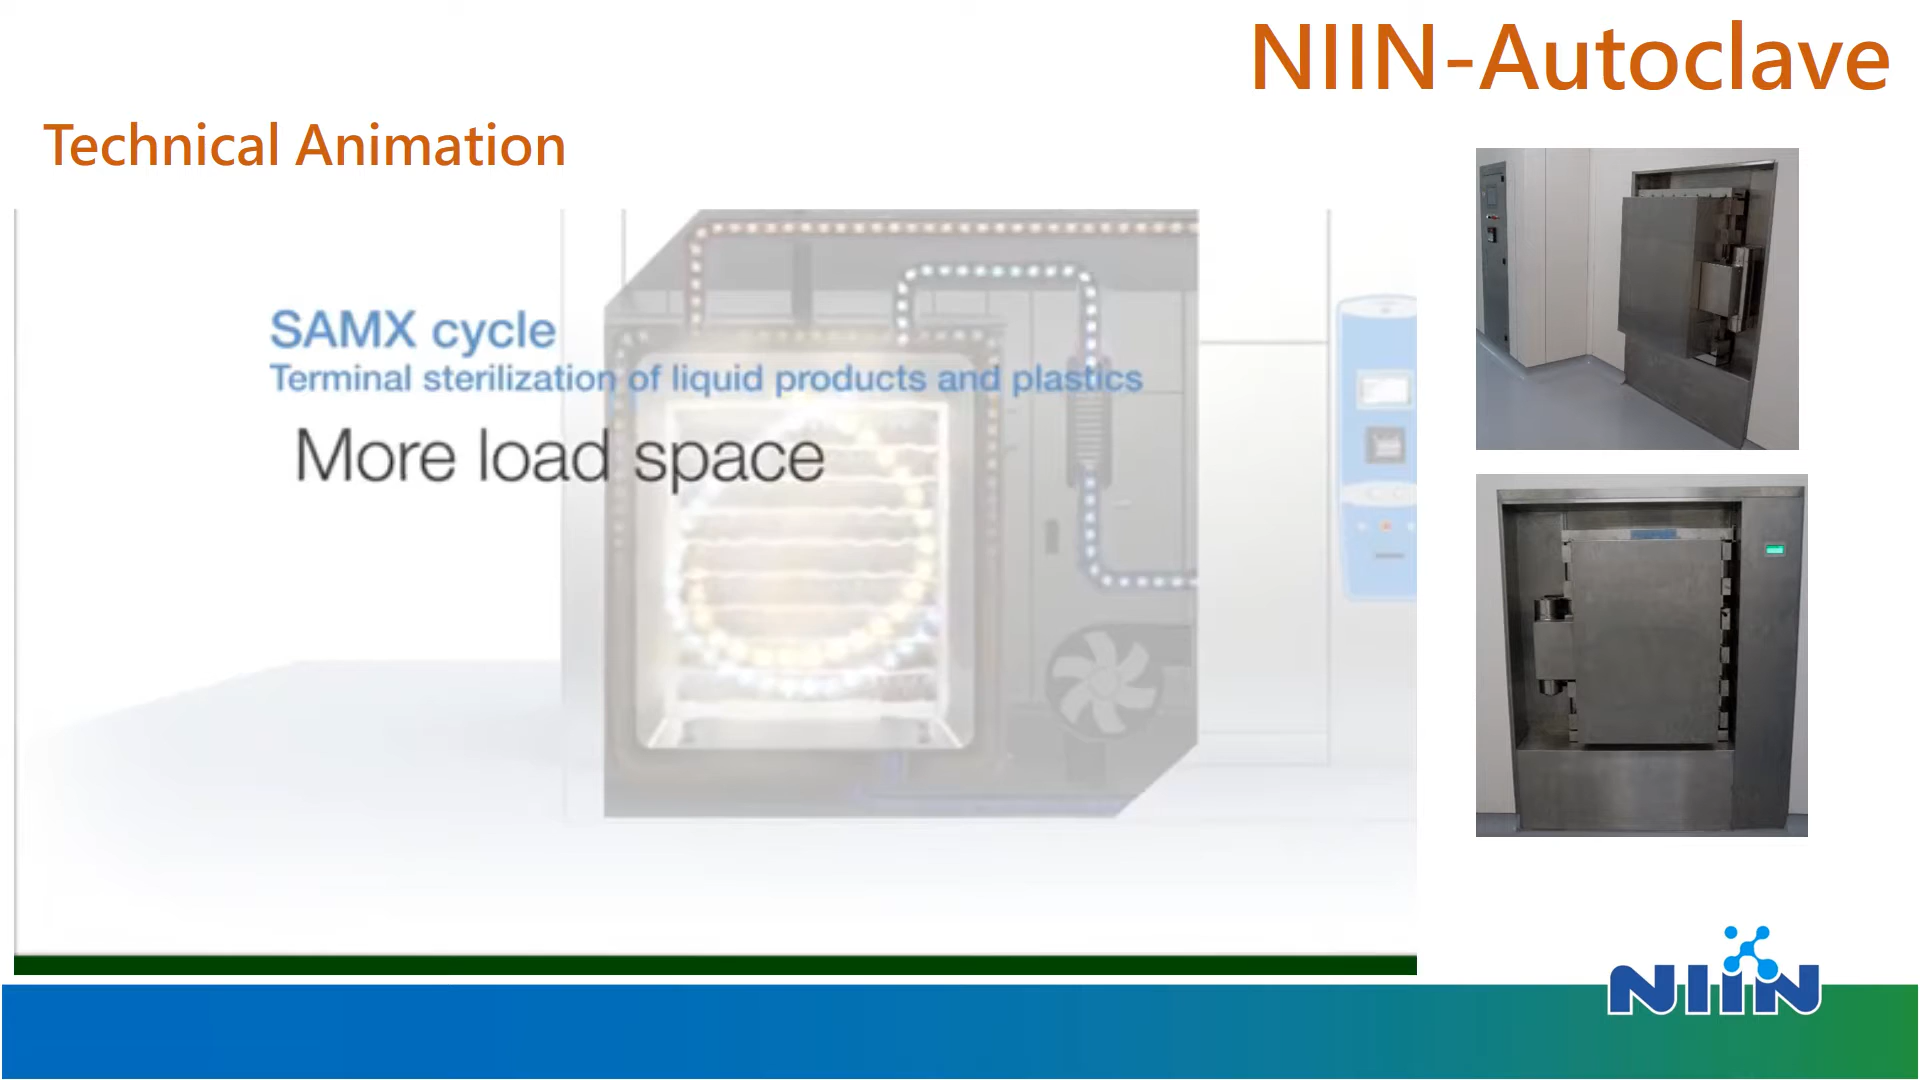 NIIN-Autoclave
Technical Animation
SAMX cycle
Terminal sterilization of liquid products and plastics
More load space
NIIN